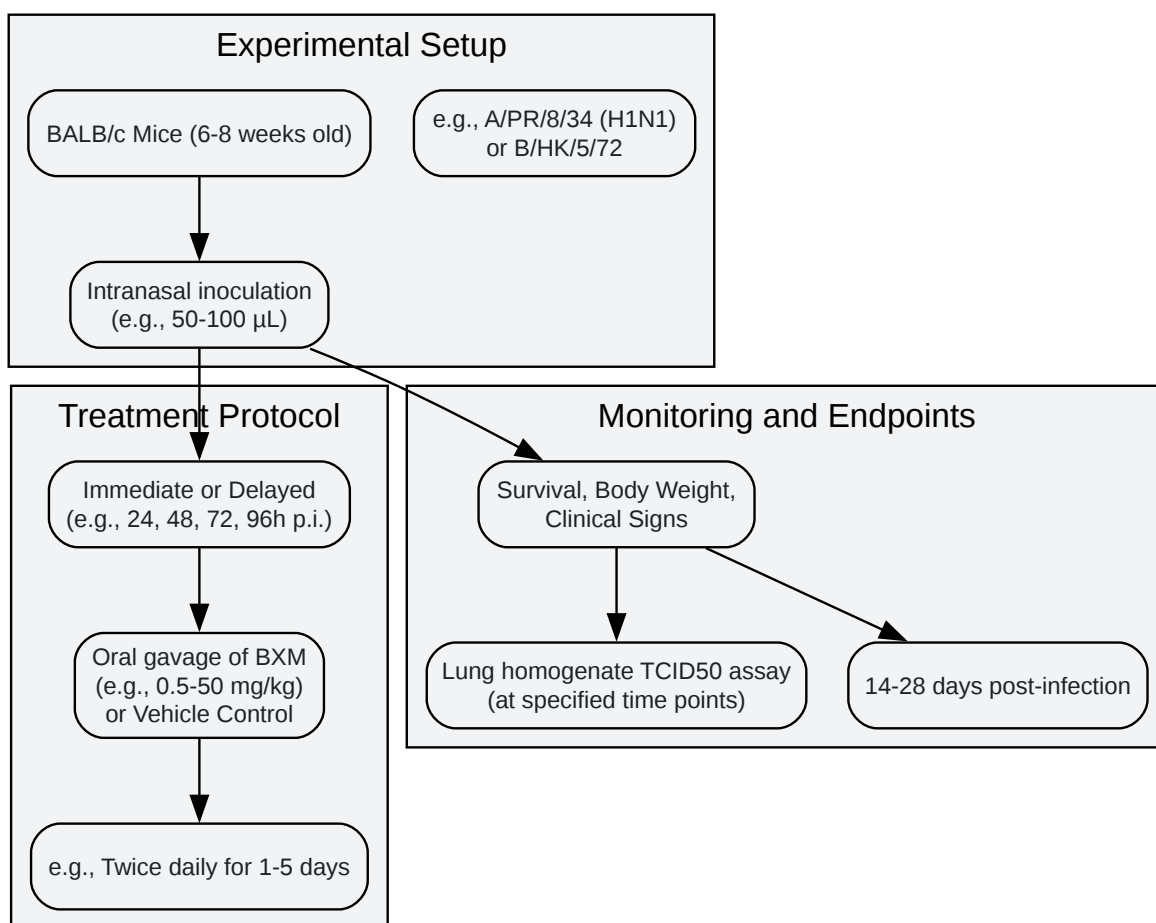 Experimental Setup
BALB/c Mice (6-8 weeks old)
e.g., A/PR/8/34 (H1N1)
or B/HK/5/72
Intranasal inoculation
(e.g., 50-100 µL)
Treatment Protocol
Immediate or Delayed
(e.g., 24, 48, 72, 96h p.i.)
Oral gavage of BXM
(e.g., 0.5-50 mg/kg)
or Vehicle Control
e.g., Twice daily for 1-5 days
Monitoring and Endpoints
Survival, Body Weight,
Clinical Signs
Lung homogenate TCID50 assay
(at specified time points)
14-28 days post-infection